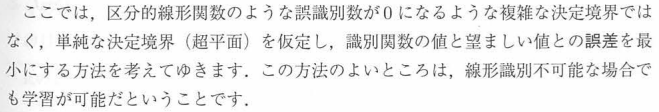 ここでは，区分的線形関数のような誤識別数が0になるような複雑な決定境界では
なく，単純な決定境界（超平面）を仮定し，識別関数の値と望ましい値との誤差を最
小にする方法を考えてゆきます．この方法のよいところは，線形識別不可能な場合で
も学習が可能だということです．